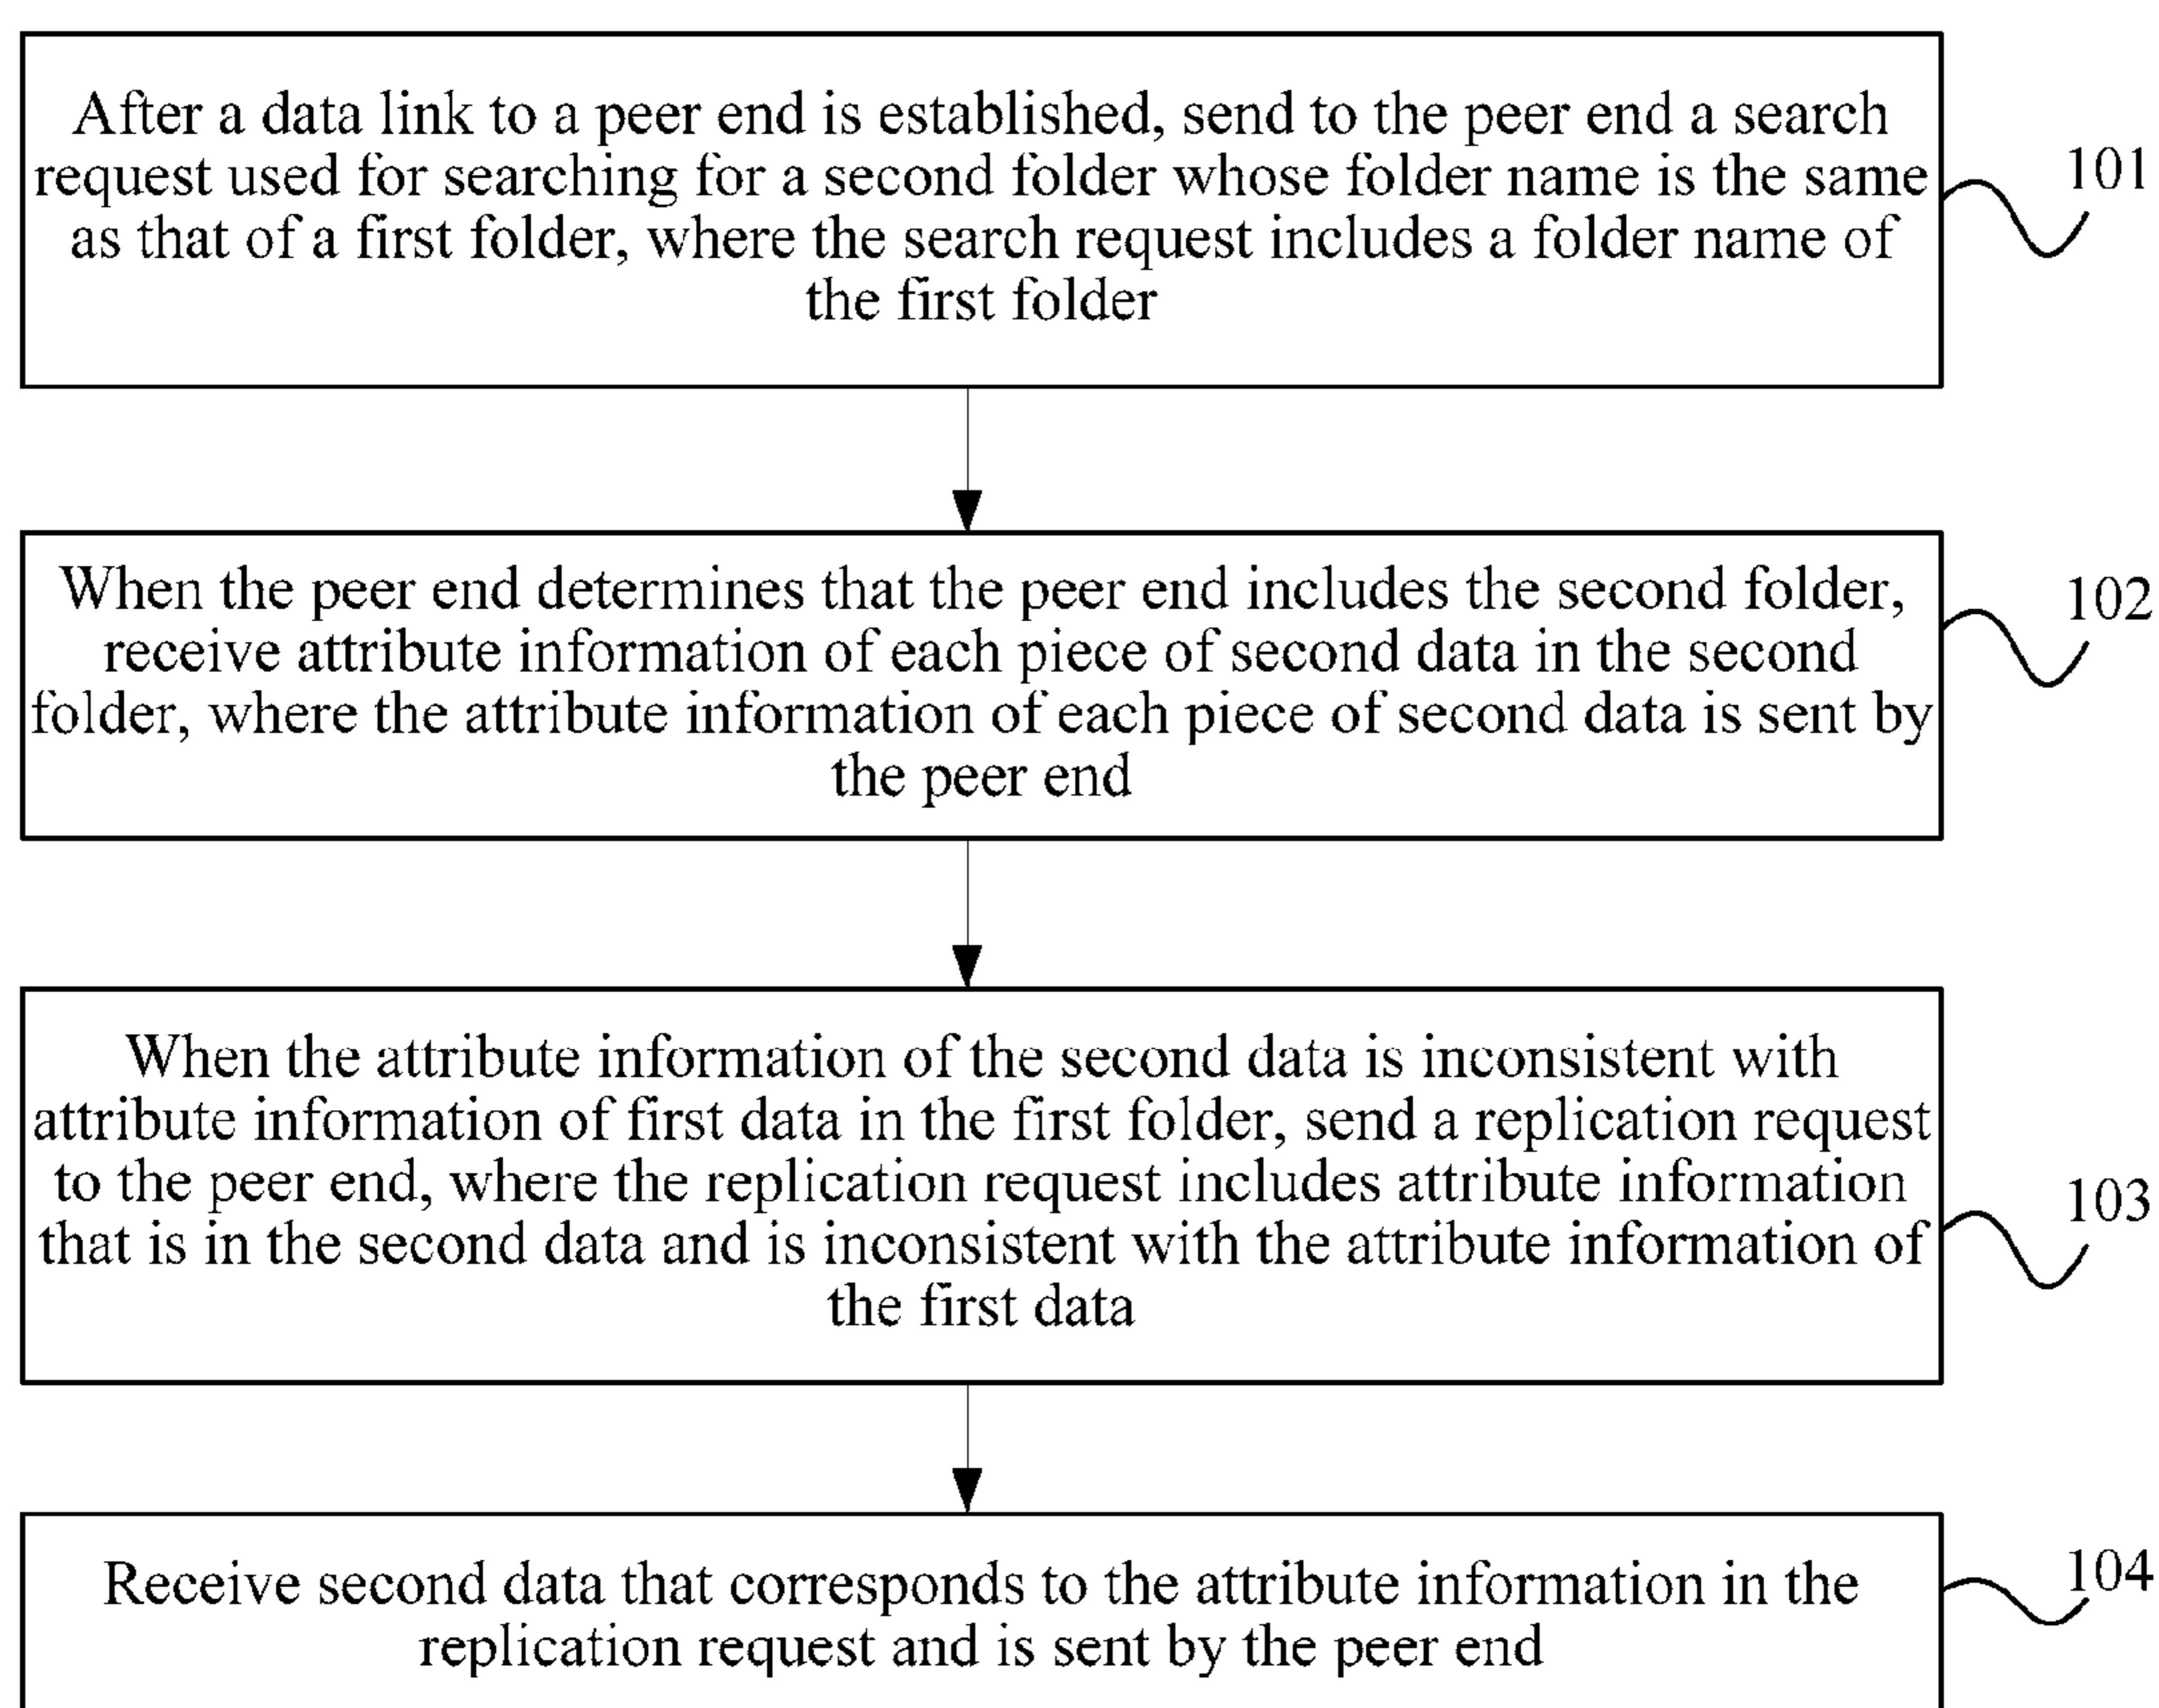 After a data link to a peer end is established, send to the peer end a search
request used for searching for a second folder whose folder name is the same
as that of a first folder, where the search request includes a folder name of
the first folder
101
When the peer end determines that the peer end includes the second folder,
receive attribute information of each piece of second data in the second
folder, where the attribute information of each piece of second data is sent by
the peer end
102
When the attribute information of the second data is inconsistent with
attribute information of first data in the first folder, send a replication request
to the peer end, where the replication request includes attribute information
that is in the second data and is inconsistent with the attribute information of
the first data
103
Receive second data that corresponds to the attribute information in the
replication request and is sent by the peer end
104